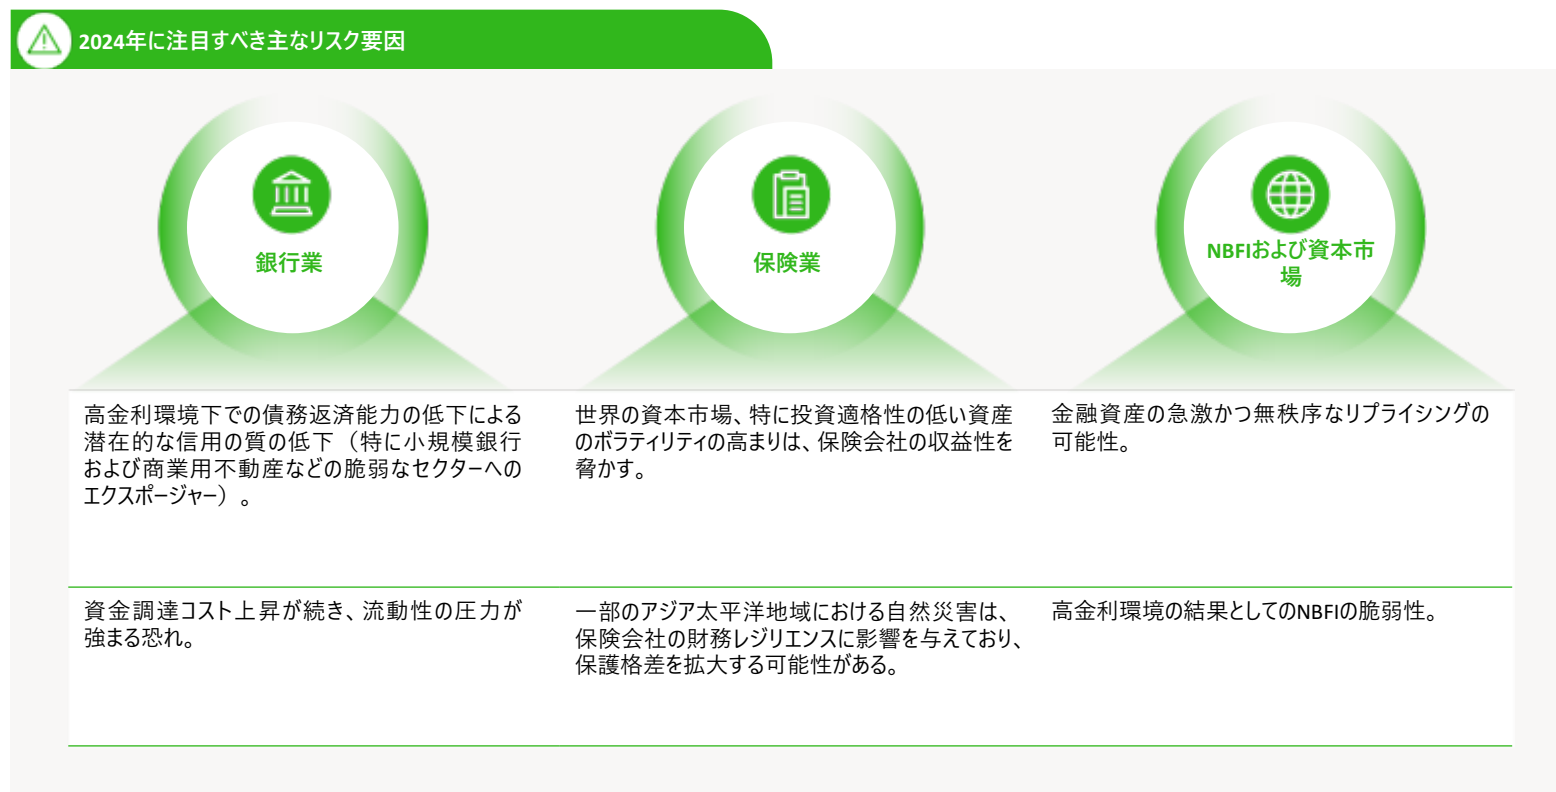 2024年に注目すべき主なリスク要因
銀行業
保険業
NBFIおよび資本市
場
高金利環境下での債務返済能力の低下による
潜在的な信用の質の低下（特に小規模銀行
および商業用不動産などの脆弱なセクターへの
エクスポージャー）。
世界の資本市場、特に投資適格性の低い資産
のボラティリティの高まりは、保険会社の収益性を
脅かす。
金融資産の急激かつ無秩序なリプライシングの
可能性。
資金調達コスト上昇が続き、流動性の圧力が
強まる恐れ。
一部のアジア太平洋地域における自然災害は、
保険会社の財務レジリエンスに影響を与えており、
保護格差を拡大する可能性がある。
高金利環境の結果としてのNBFIの脆弱性。